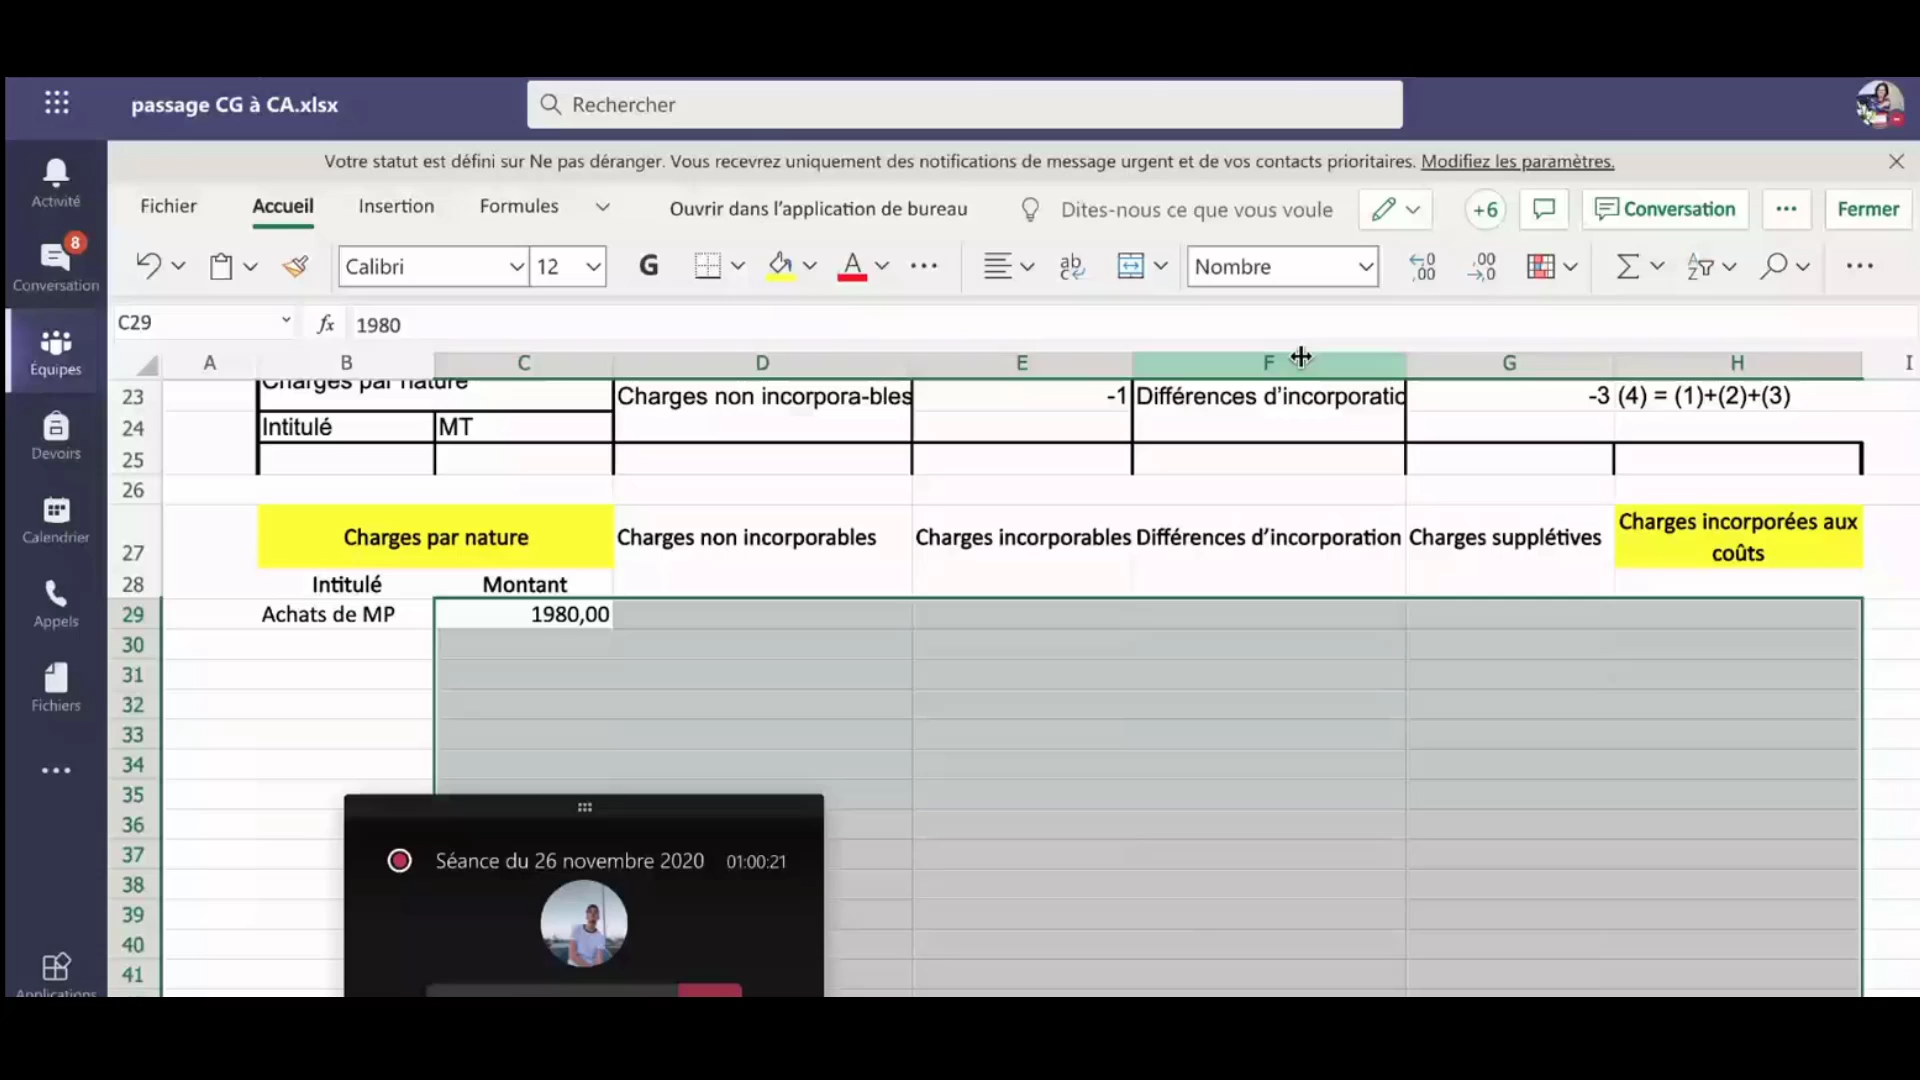 passage CG à CA.xlsx
Rechercher
Votre statut est défini sur Ne pas déranger. Vous recevrez uniquement des notifications de message urgent et de vos contacts prioritaires. Modifiez les paramètres.
Activité
8
Conversation
Équipes
Devoirs
Calendrier
Appels
Fichiers
Applications
Fichier Accueil Insertion Formules Ouvrir dans l'application de bureau Dites-nous ce que vous voule +6 Conversation Fermer
Calibri 12 G Nombre
C29 fx 1980
A B C D E F G H I
23 Charges par nature Charges non incorpora-bles -1 Différences d'incorporatio -3 (4) = (1)+(2)+(3)
24 Intitulé MT
25
26
27 Charges par nature Charges non incorporables Charges incorporables Différences d'incorporation Charges supplétives Charges incorporées aux coûts
28 Intitulé Montant
29 Achats de MP 1980,00
30
31
32
33
34
35
36
37
38
39
40
41
Séance du 26 novembre 2020 01:00:21